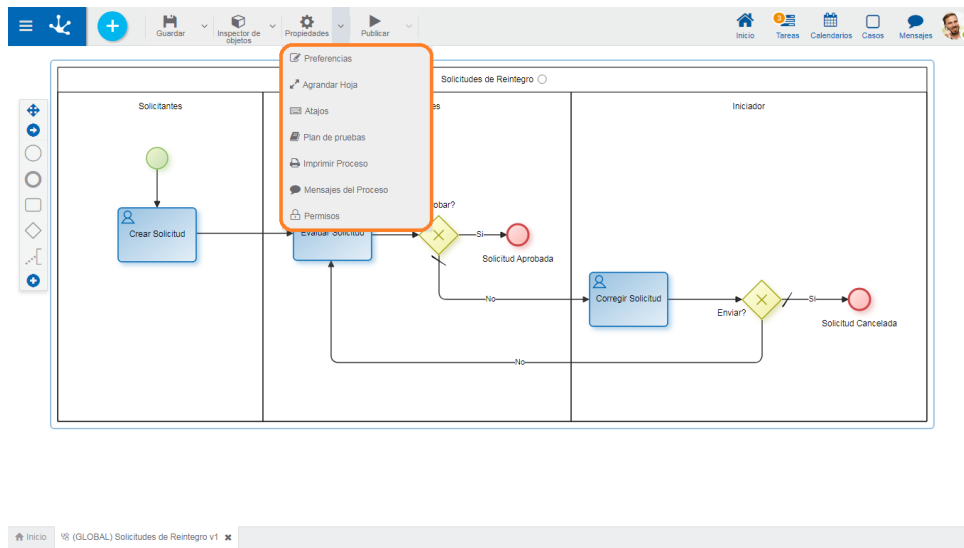 Guardar
Inspector de
objetos
Propiedades
Publicar
Inicio
3
Tareas
Calendarios
Casos
Mensajes
Preferencias
Agrandar Hoja
Atajos
Plan de pruebas
Imprimir Proceso
Mensajes del Proceso
Permisos
Solicitudes de Reintegro
Solicitantes
es
Iniciador
obar?
Crear Solicitud
Evaluar Solicitud
Si
Solicitud Aprobada
No
Corregir Solicitud
Enviar?
Si
Solicitud Cancelada
No
Inicio
(GLOBAL) Solicitudes de Reintegro v1